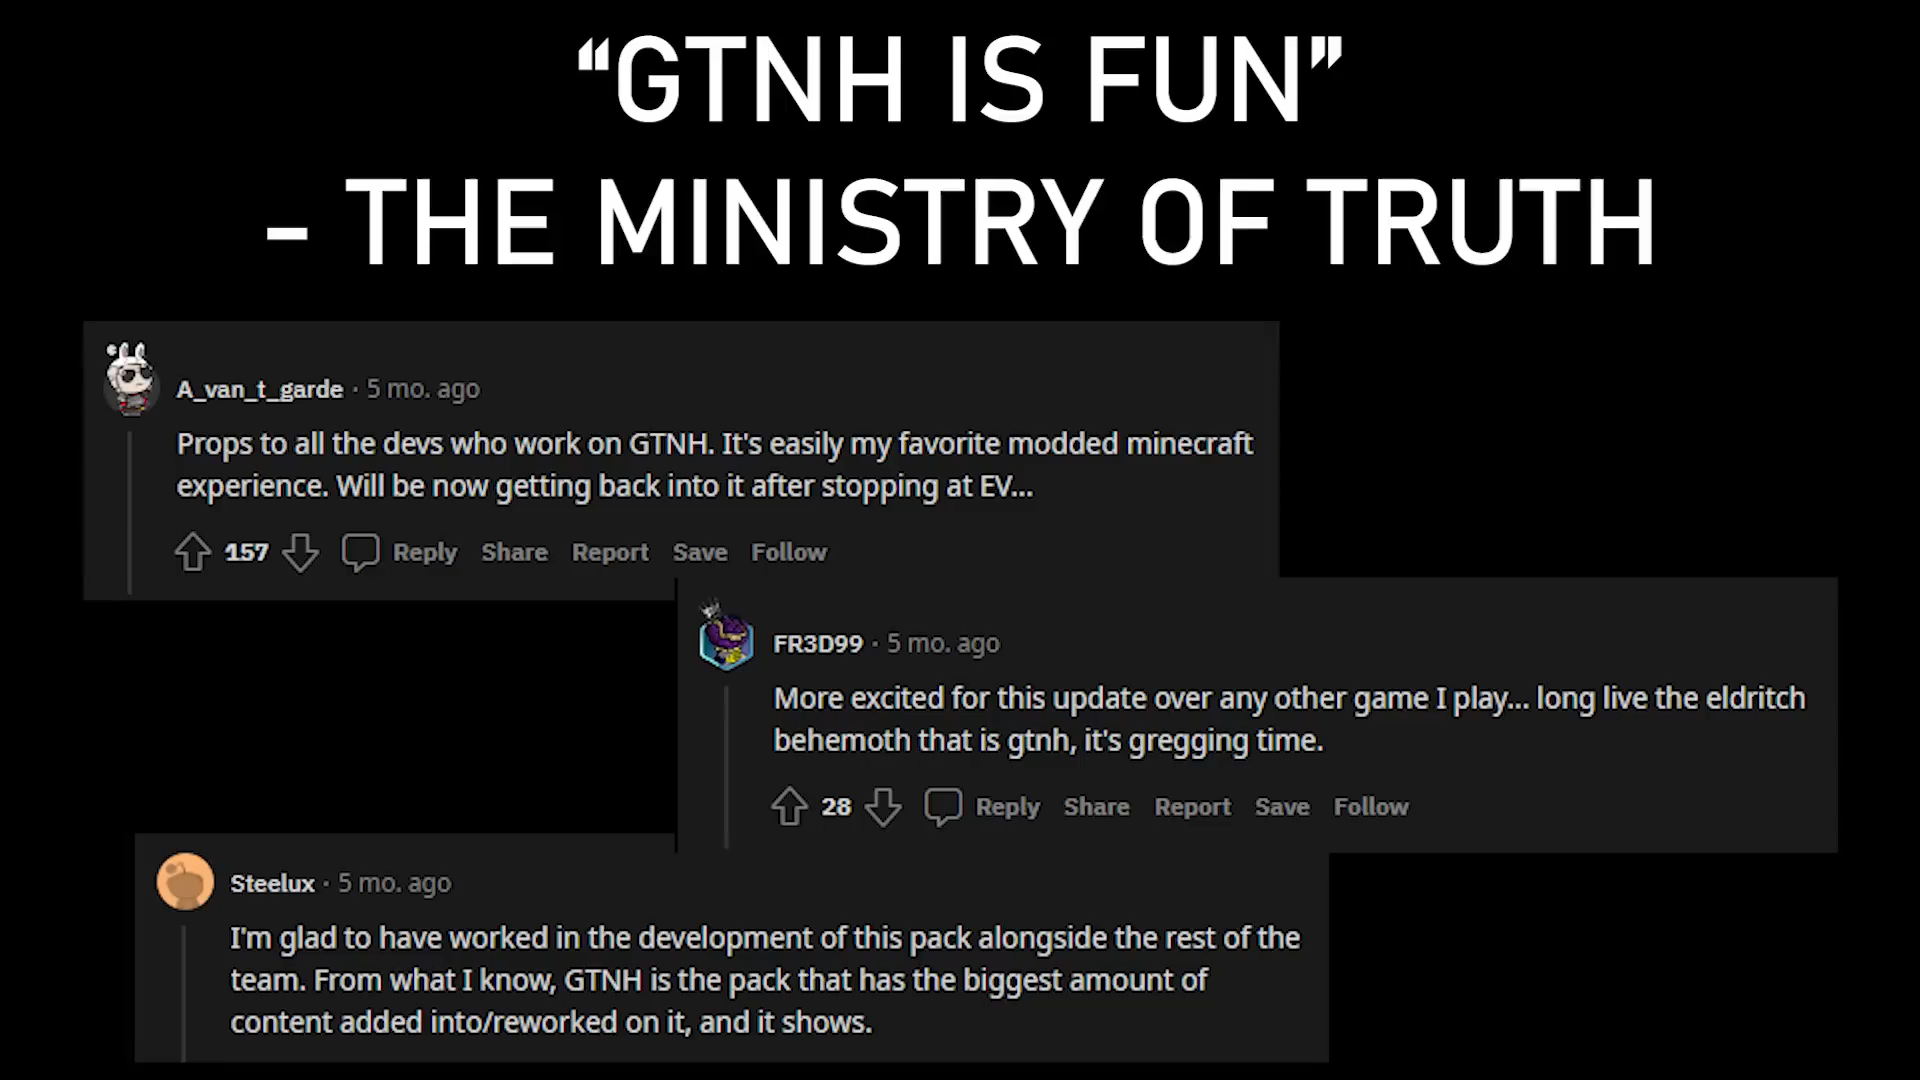 “GTNH IS FUN”
- THE MINISTRY OF TRUTH
A_van_t_garde · 5 mo. ago
Props to all the devs who work on GTNH. It's easily my favorite modded minecraft
experience. Will be now getting back into it after stopping at EV...
157 Reply Share Report Save Follow
FR3D99 · 5 mo. ago
More excited for this update over any other game I play... long live the eldritch
behemoth that is gtnh, it's gregging time.
28 Reply Share Report Save Follow
Steelux · 5 mo. ago
I'm glad to have worked in the development of this pack alongside the rest of the
team. From what I know, GTNH is the pack that has the biggest amount of
content added into/reworked on it, and it shows.